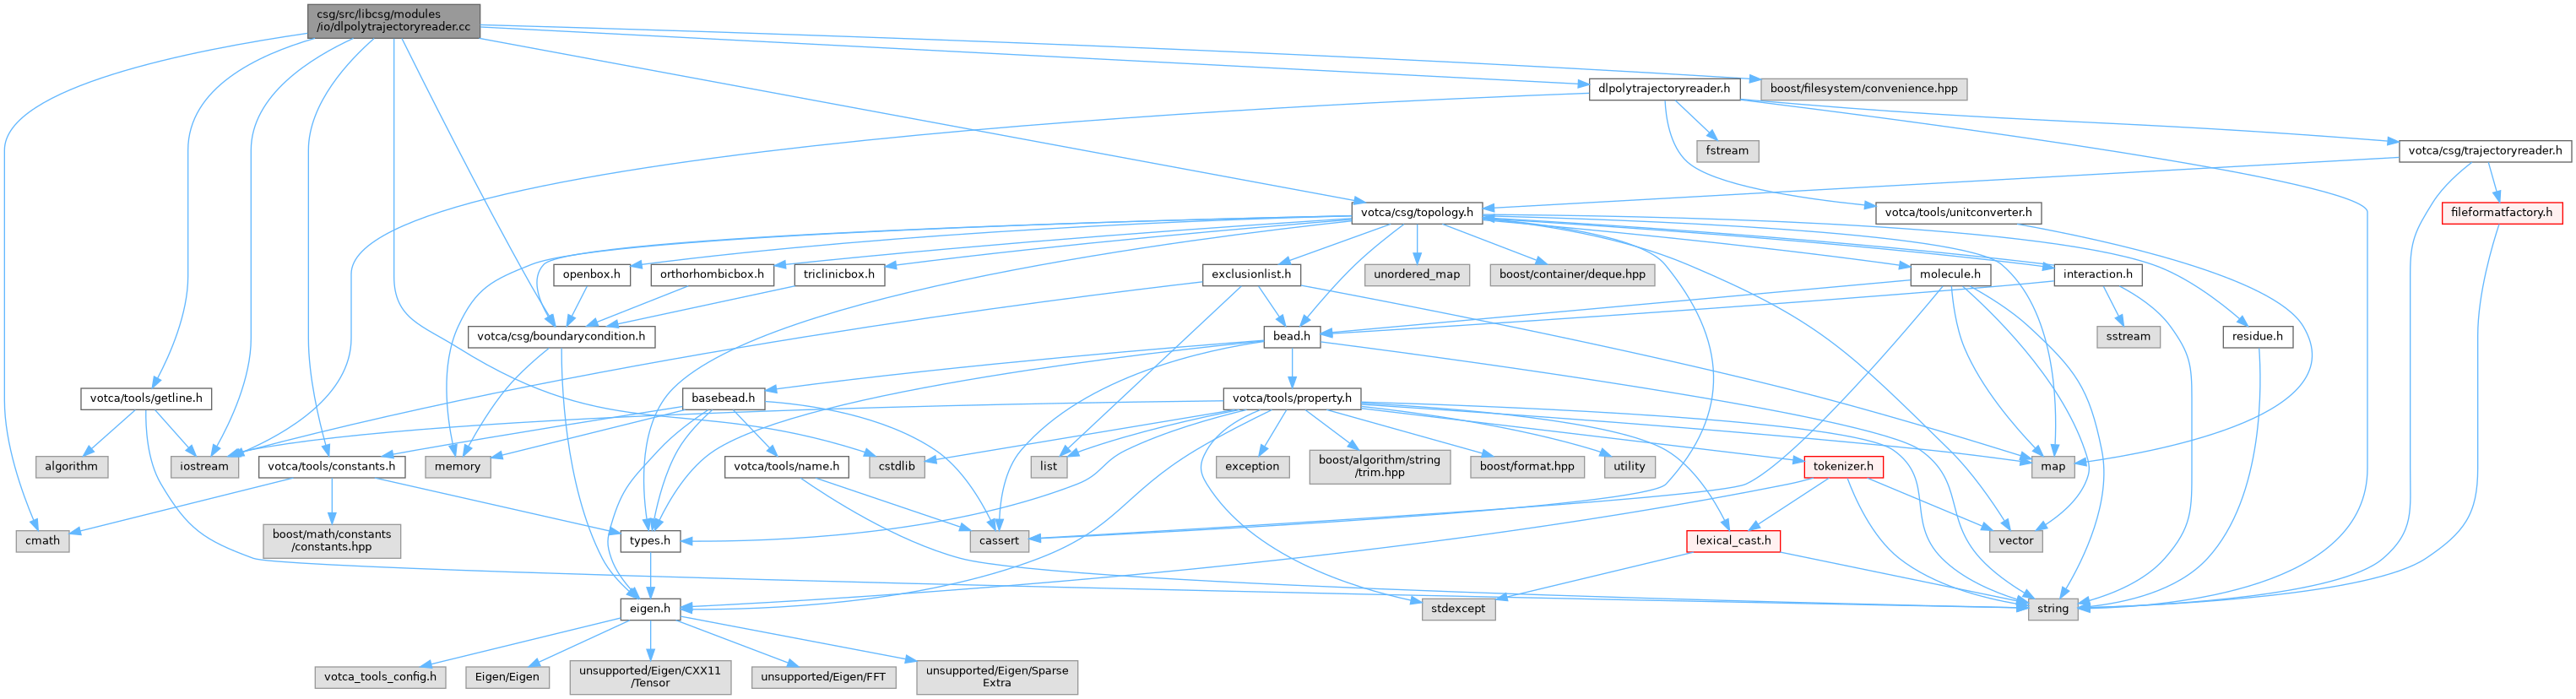 csg/src/libcsg/modules
/io/dlpolytrajectoryreader.cc
dlpolytrajectoryreader.h
boost/filesystem/convenience.hpp
fstream
votca/csg/trajectoryreader.h
votca/csg/topology.h
votca/tools/unitconverter.h
fileformatfactory.h
openbox.h
orthorhombicbox.h
triclinicbox.h
exclusionlist.h
unordered_map
boost/container/deque.hpp
molecule.h
interaction.h
votca/csg/boundarycondition.h
bead.h
sstream
residue.h
votca/tools/getline.h
basebead.h
votca/tools/property.h
algorithm
iostream
votca/tools/constants.h
memory
votca/tools/name.h
cstdlib
list
exception
boost/algorithm/string
/trim.hpp
boost/format.hpp
utility
tokenizer.h
map
cmath
boost/math/constants
/constants.hpp
types.h
cassert
lexical_cast.h
vector
eigen.h
stdexcept
string
votca_tools_config.h
Eigen/Eigen
unsupported/Eigen/CXX11
/Tensor
unsupported/Eigen/FFT
unsupported/Eigen/Sparse
Extra